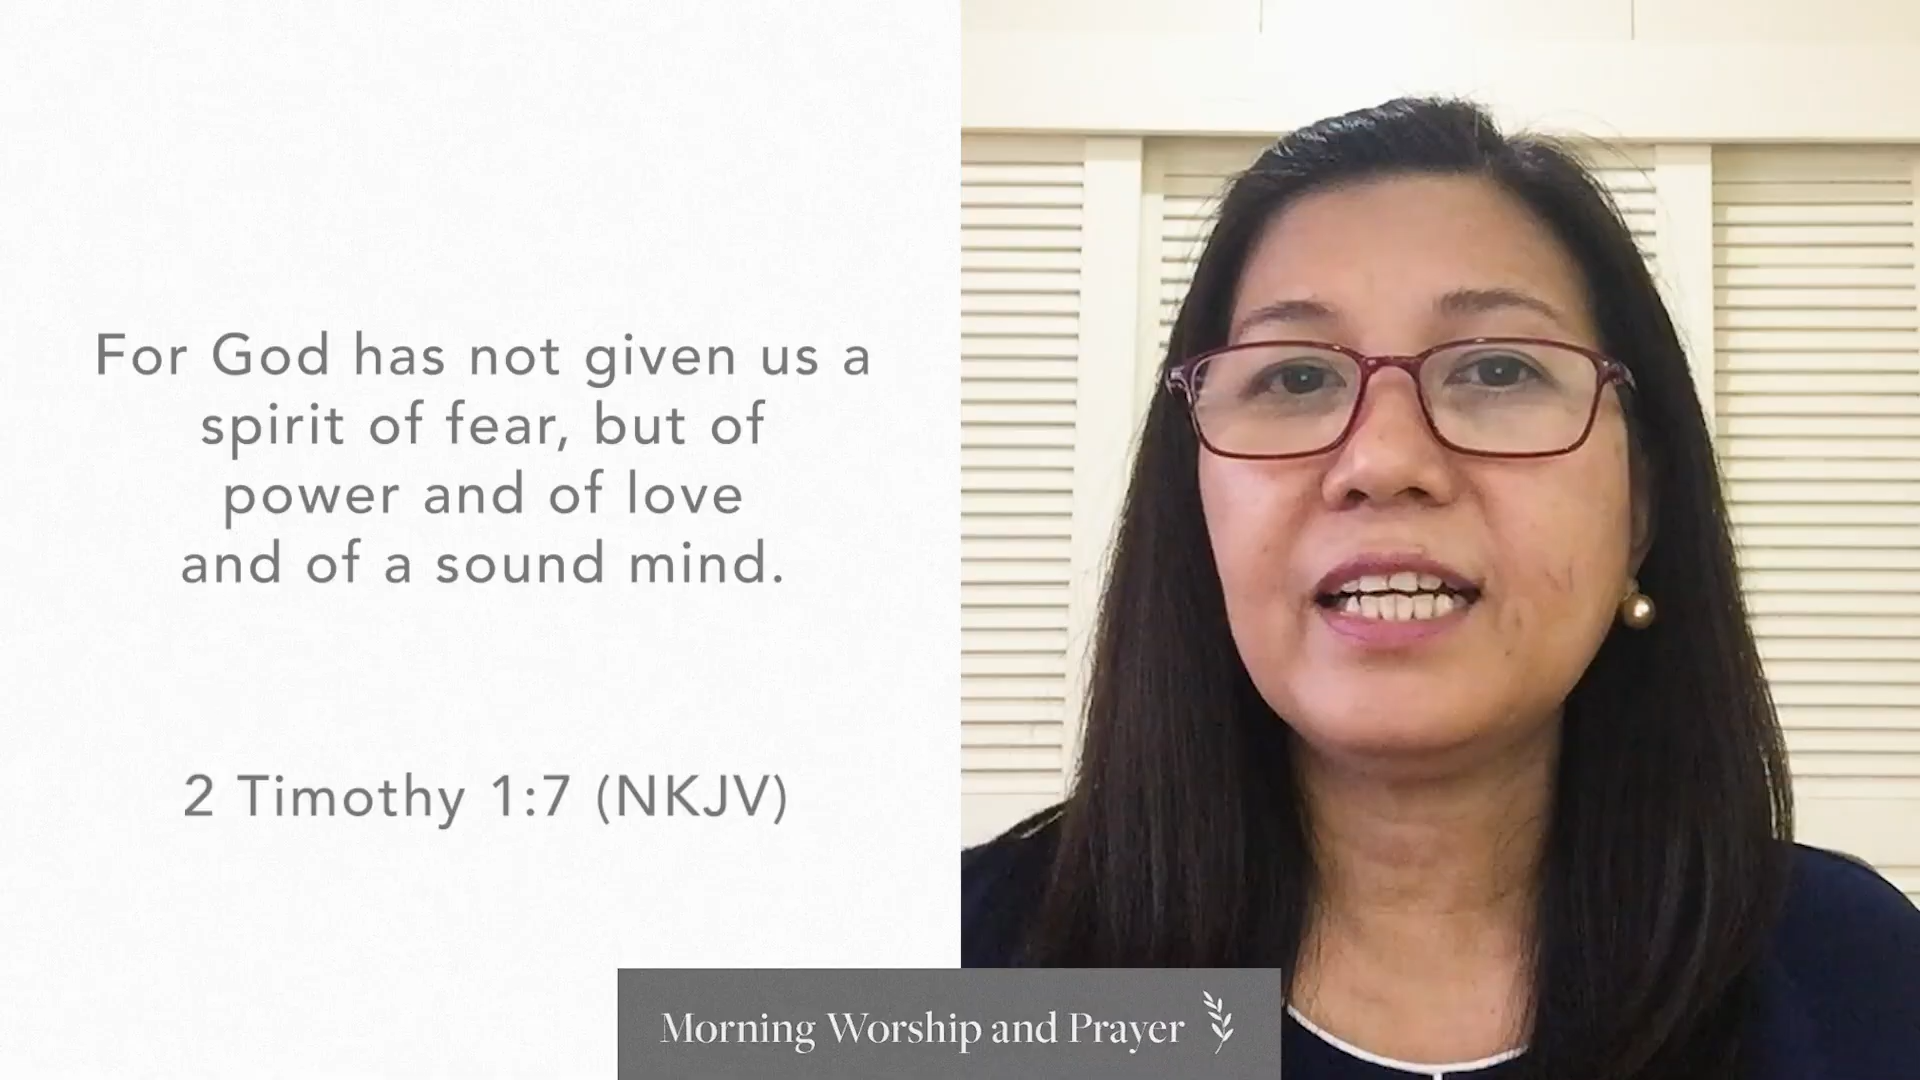 For God has not given us a
spirit of fear, but of
power and of love
and of a sound mind.
2 Timothy 1:7 (NKJV)
Morning Worship and Prayer